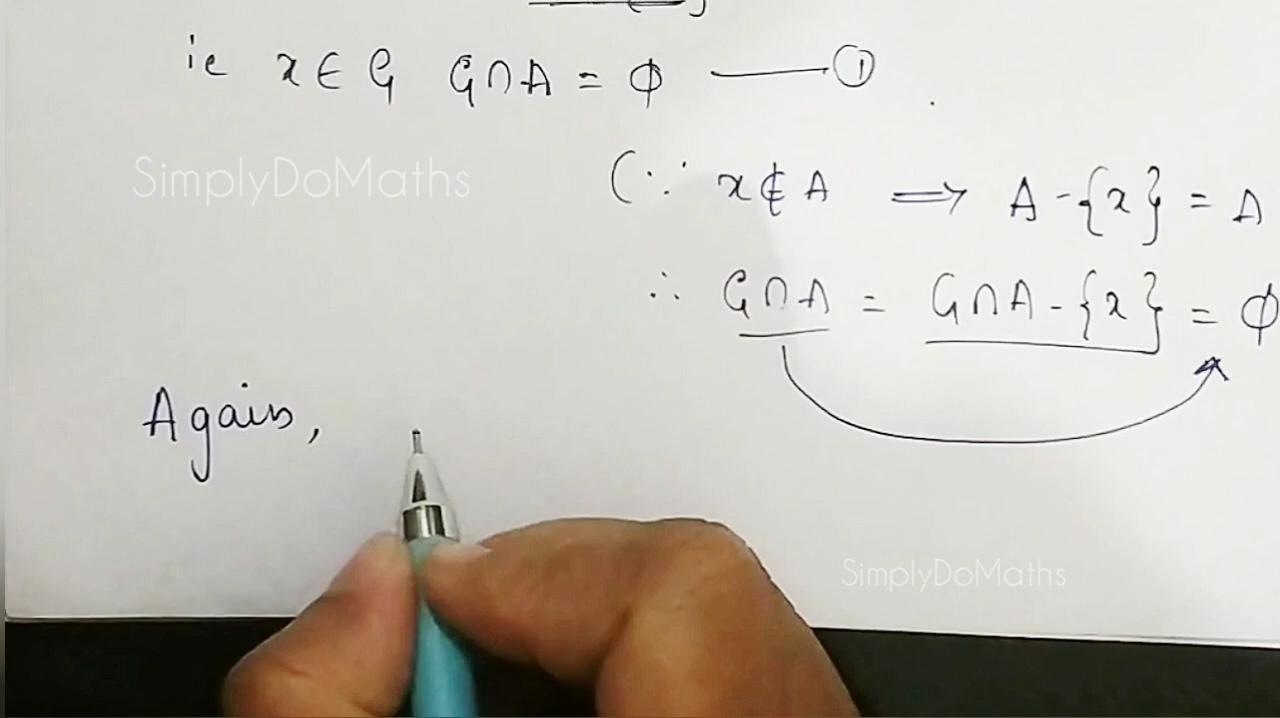 ie x ∈ G G∩A = ϕ —— ①
SimplyDoMaths
(∵ x ∉ A ⟹ A - {x} = A
∴ G∩A = G∩A - {x} = ϕ
Again,
SimplyDoMaths